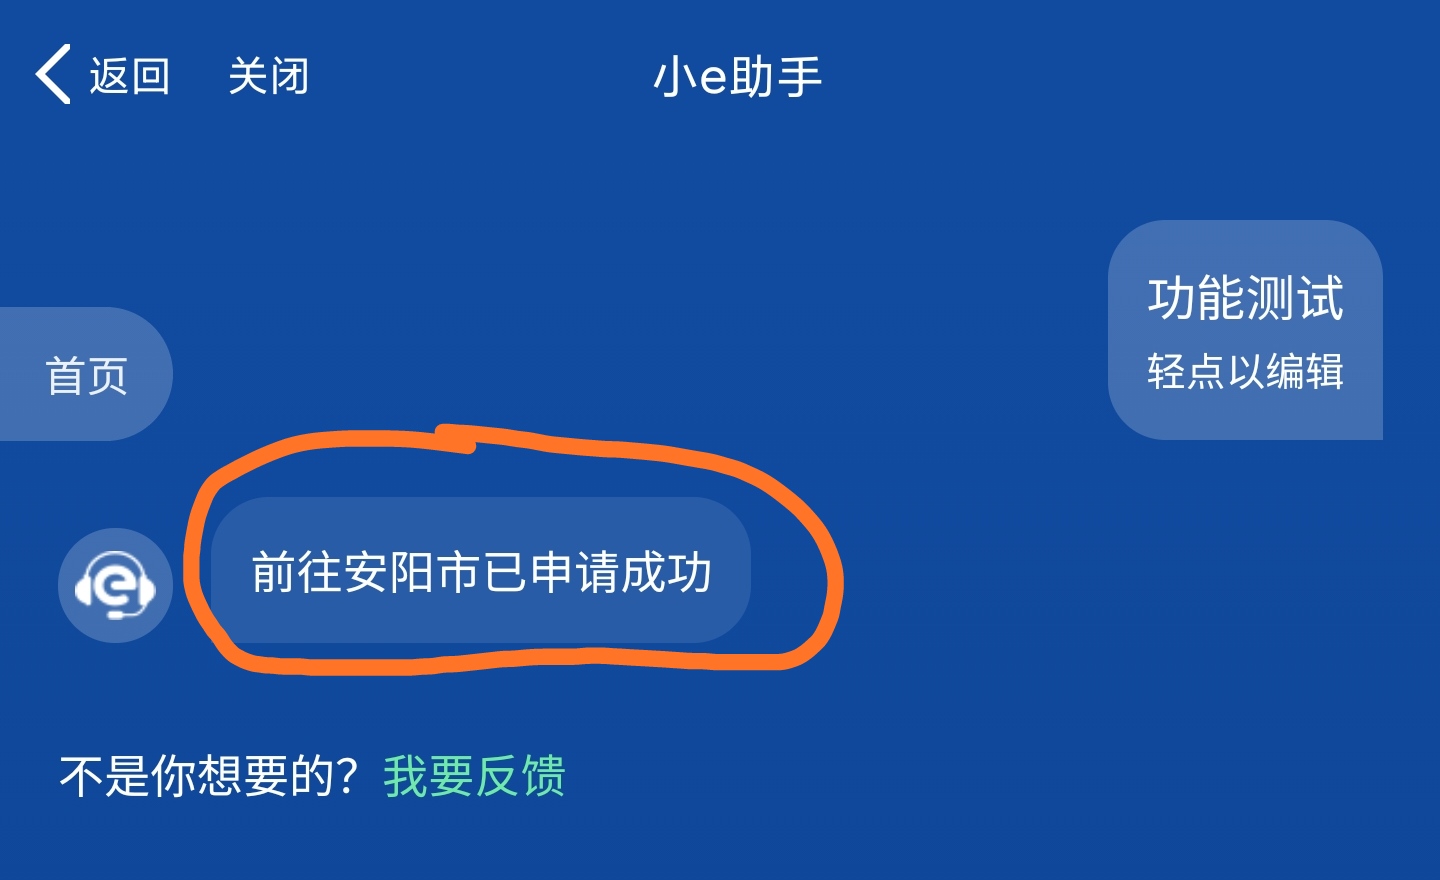 返回 关闭 小e助手
功能测试
轻点以编辑
首页
前往安阳市已申请成功
不是你想要的？我要反馈